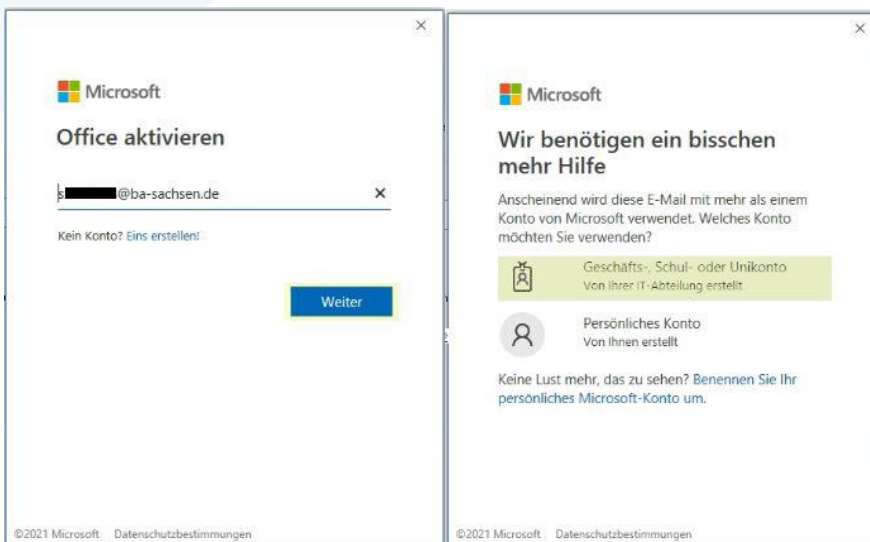 Microsoft
Office aktivieren
s @ba-sachsen.de
Kein Konto? Eins erstellen!
Weiter
©2021 Microsoft Datenschutzbestimmungen
Microsoft
Wir benötigen ein bisschen
mehr Hilfe
Anscheinend wird diese E-Mail mit mehr als einem
Konto von Microsoft verwendet. Welches Konto
möchten Sie verwenden?
Geschäfts-, Schul- oder Unikonto
Von Ihrer IT-Abteilung erstellt
Persönliches Konto
Von Ihnen erstellt
Keine Lust mehr, das zu sehen? Benennen Sie Ihr
persönliches Microsoft-Konto um.
©2021 Microsoft Datenschutzbestimmungen